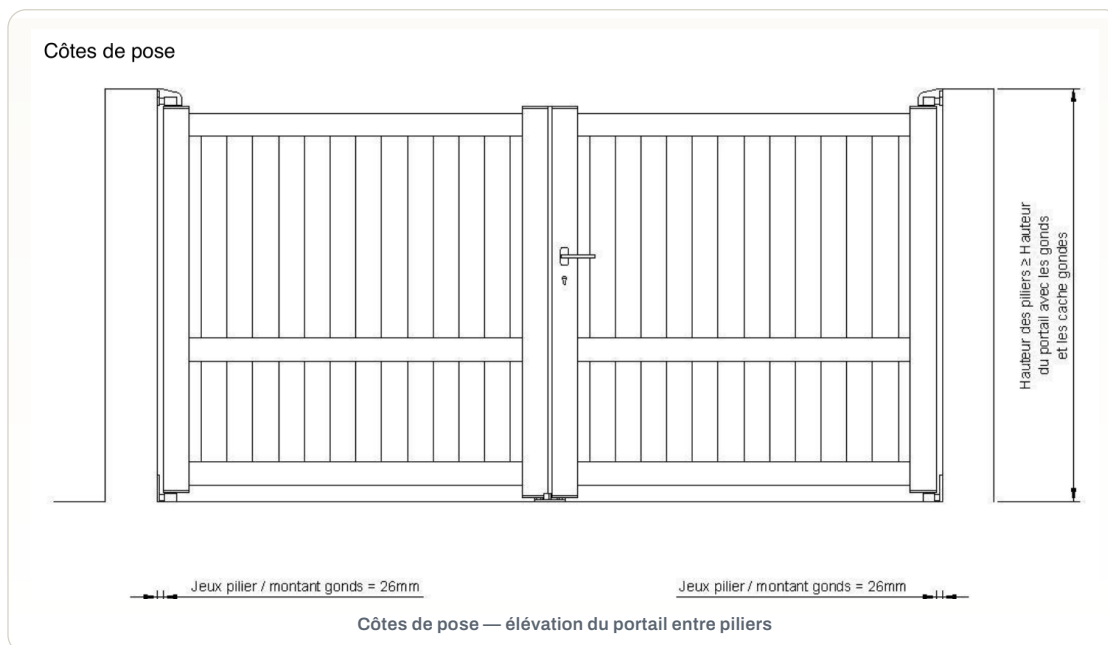 Côtes de pose
Hauteur des piliers ≥ Hauteur
du portail avec les gonds
et les cache gondes
Jeux pilier / montant gonds = 26mm
Jeux pilier / montant gonds = 26mm
Côtes de pose — élévation du portail entre piliers